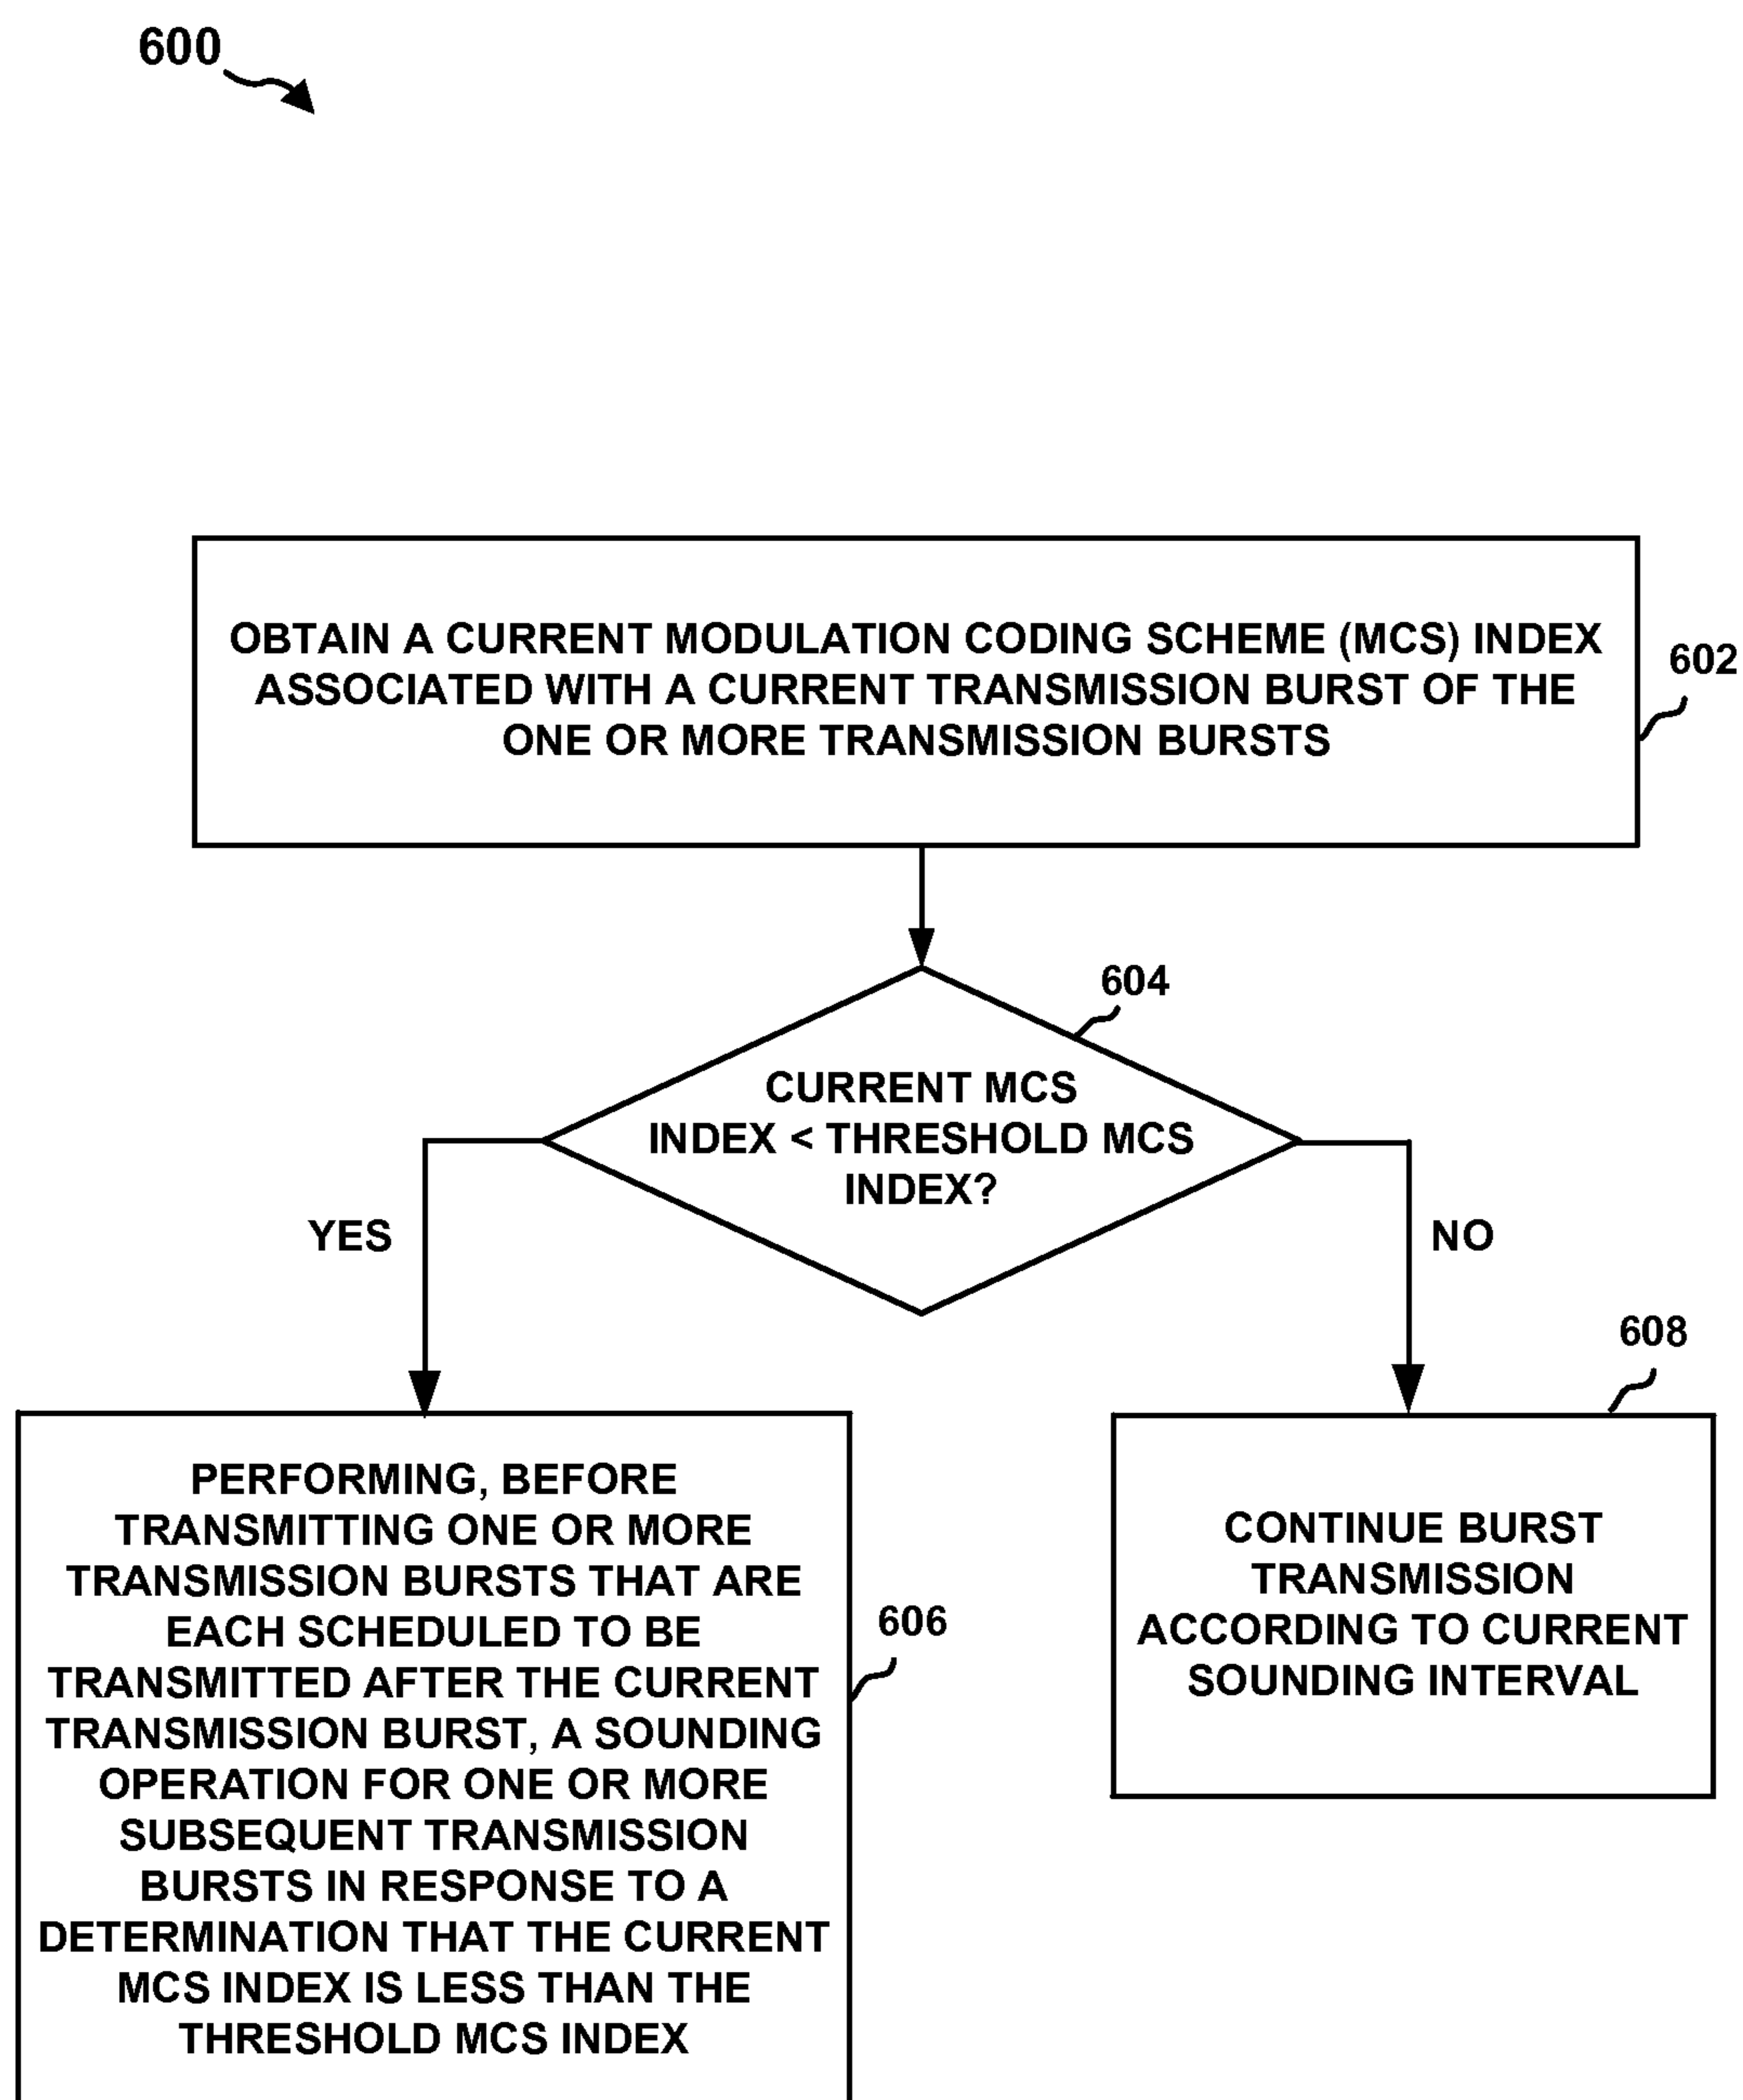 600
OBTAIN A CURRENT MODULATION CODING SCHEME (MCS) INDEX
ASSOCIATED WITH A CURRENT TRANSMISSION BURST OF THE
ONE OR MORE TRANSMISSION BURSTS
602
604
CURRENT MCS
INDEX < THRESHOLD MCS
INDEX?
YES
NO
PERFORMING, BEFORE
TRANSMITTING ONE OR MORE
TRANSMISSION BURSTS THAT ARE
EACH SCHEDULED TO BE
TRANSMITTED AFTER THE CURRENT
TRANSMISSION BURST, A SOUNDING
OPERATION FOR ONE OR MORE
SUBSEQUENT TRANSMISSION
BURSTS IN RESPONSE TO A
DETERMINATION THAT THE CURRENT
MCS INDEX IS LESS THAN THE
THRESHOLD MCS INDEX
606
608
CONTINUE BURST
TRANSMISSION
ACCORDING TO CURRENT
SOUNDING INTERVAL